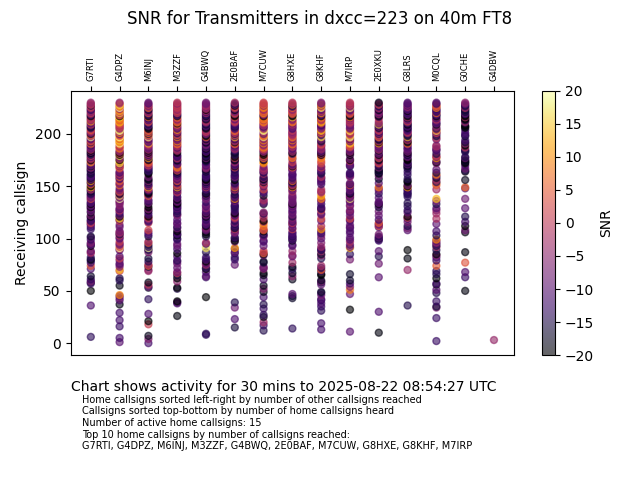 SNR for Transmitters in dxcc=223 on 40m FT8
G7RTI G4DPZ M6INJ M3ZZF G4BWQ 2E0BAF M7CUW G8HXE G8KHF M7IRP 2E0XKU G8LRS M0CQL G0CHE G4DBW
200
150
100
50
0
Receiving callsign
20
15
10
5
0
−5
−10
−15
−20
SNR
Chart shows activity for 30 mins to 2025-08-22 08:54:27 UTC
Home callsigns sorted left-right by number of other callsigns reached
Callsigns sorted top-bottom by number of home callsigns heard
Number of active home callsigns: 15
Top 10 home callsigns by number of callsigns reached:
G7RTI, G4DPZ, M6INJ, M3ZZF, G4BWQ, 2E0BAF, M7CUW, G8HXE, G8KHF, M7IRP